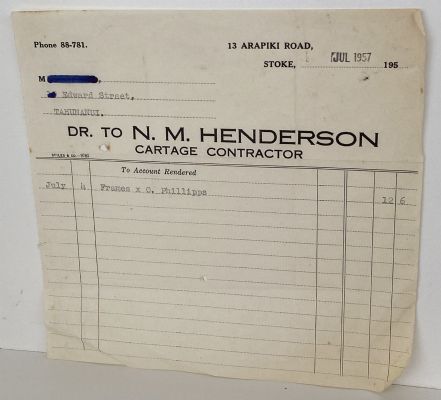 Phone 88-781.
13 ARAPIKI ROAD,
STOKE, JUL 1957 195
M
Edward Street,
TAHUNANUI.
DR. TO N. M. HENDERSON
CARTAGE CONTRACTOR
To Account Rendered
July 4 Frames x C. Phillipps 12 6